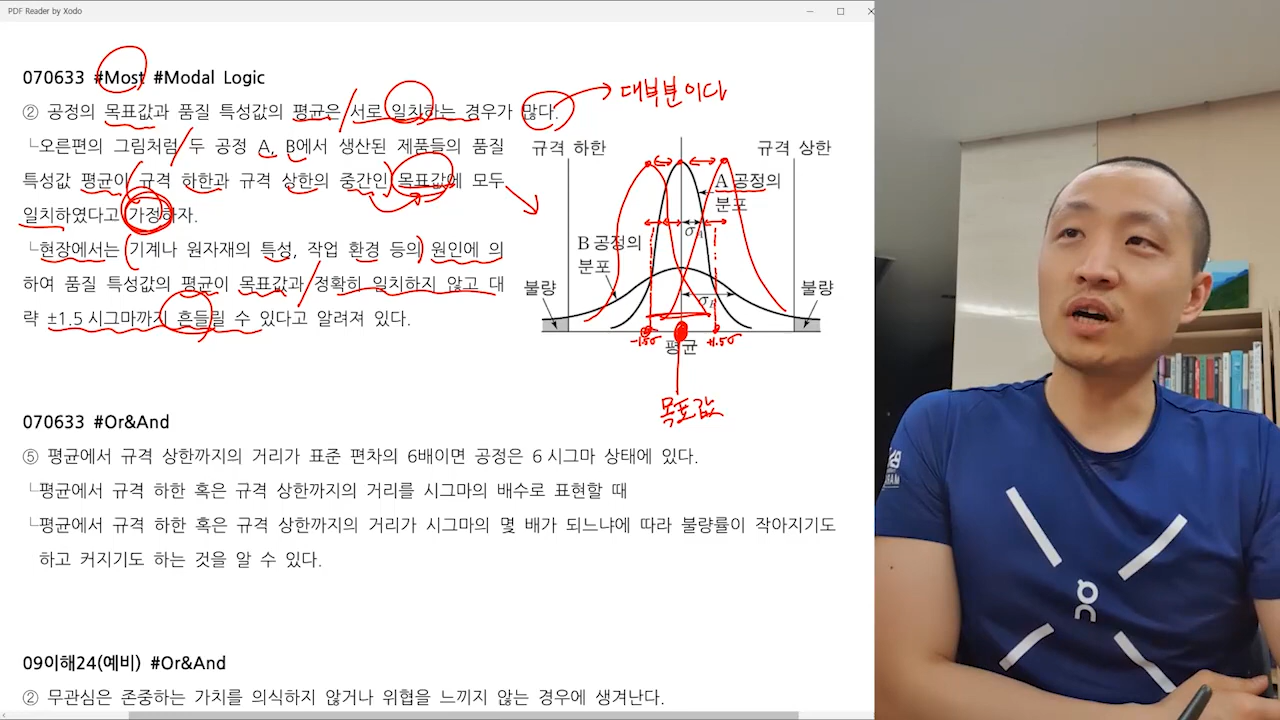 PDF Reader by Xodo
070633 #Most #Modal Logic
② 공정의 목표값과 품질 특성값의 평균은 서로 일치하는 경우가 많다.
대부분이다
└오른편의 그림처럼 두 공정 A, B에서 생산된 제품들의 품질
특성값 평균이 규격 하한과 규격 상한의 중간인 목표값에 모두
일치하였다고 가정하자.
└현장에서는 기계나 원자재의 특성, 작업 환경 등의 원인에 의
하여 품질 특성값의 평균이 목표값과 정확히 일치하지 않고 대
략 ±1.5시그마까지 흔들릴 수 있다고 알려져 있다.
규격 하한
규격 상한
A 공정의
분포
B 공정의
분포
σ
σ
불량
불량
-1.5σ
평균
+1.5σ
목표값
070633 #Or&And
⑤ 평균에서 규격 상한까지의 거리가 표준 편차의 6배이면 공정은 6시그마 상태에 있다.
└평균에서 규격 하한 혹은 규격 상한까지의 거리를 시그마의 배수로 표현할 때
└평균에서 규격 하한 혹은 규격 상한까지의 거리가 시그마의 몇 배가 되느냐에 따라 불량률이 작아지기도
하고 커지기도 하는 것을 알 수 있다.
09이해24(예비) #Or&And
② 무관심은 존중하는 가치를 의식하지 않거나 위협을 느끼지 않는 경우에 생겨난다.